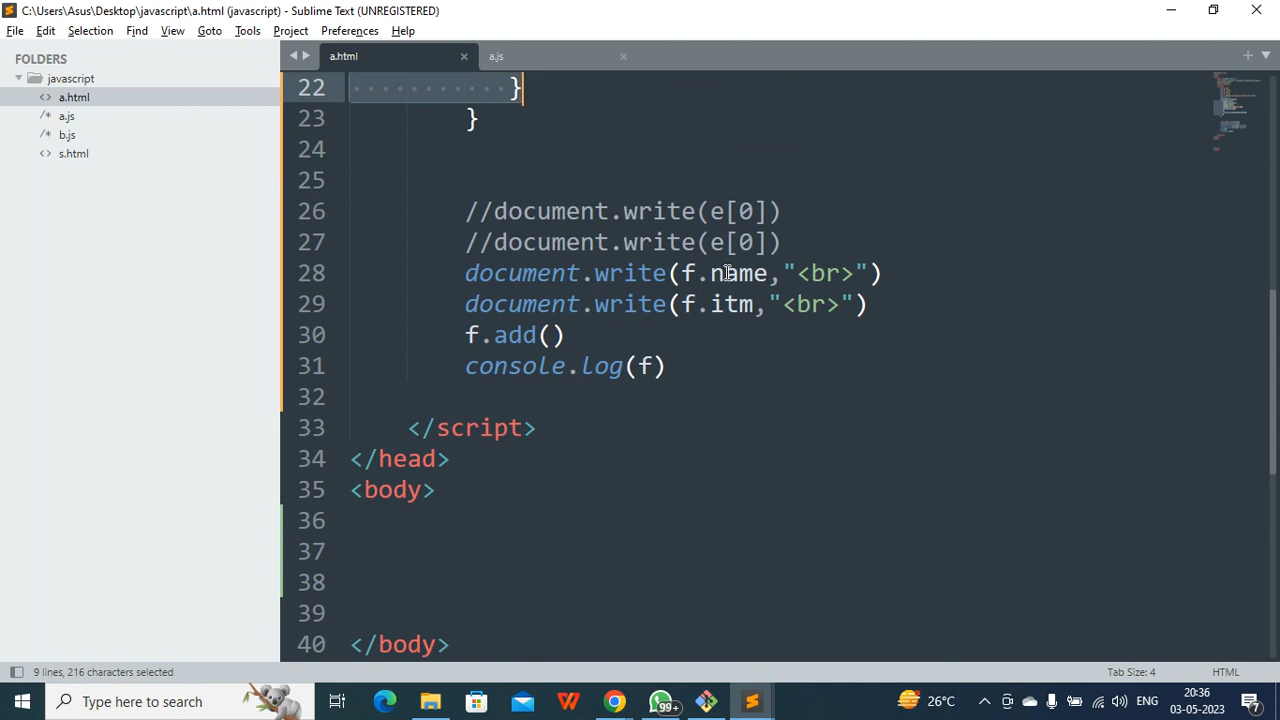 C:\Users\Asus\Desktop\javascript\a.html (javascript) - Sublime Text (UNREGISTERED)
File Edit Selection Find View Goto Tools Project Preferences Help
FOLDERS
javascript
a.html
a.js
b.js
s.html
a.html a.js
22 }
23 }
24
25
26 //document.write(e[0])
27 //document.write(e[0])
28 document.write(f.name,"<br>")
29 document.write(f.itm,"<br>")
30 f.add()
31 console.log(f)
32
33 </script>
34 </head>
35 <body>
36
37
38
39
40 </body>
9 lines, 216 characters selected Tab Size: 4 HTML
Type here to search 99+ 26°C ENG 20:36 03-05-2023 7